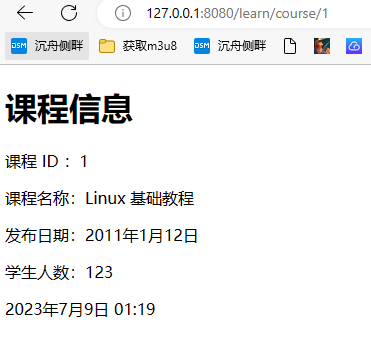 127.0.0.1:8080/learn/course/1
DSM 沉舟侧畔 获取m3u8 DSM 沉舟侧畔
课程信息
课程 ID ：1
课程名称：Linux 基础教程
发布日期：2011年1月12日
学生人数：123
2023年7月9日 01:19